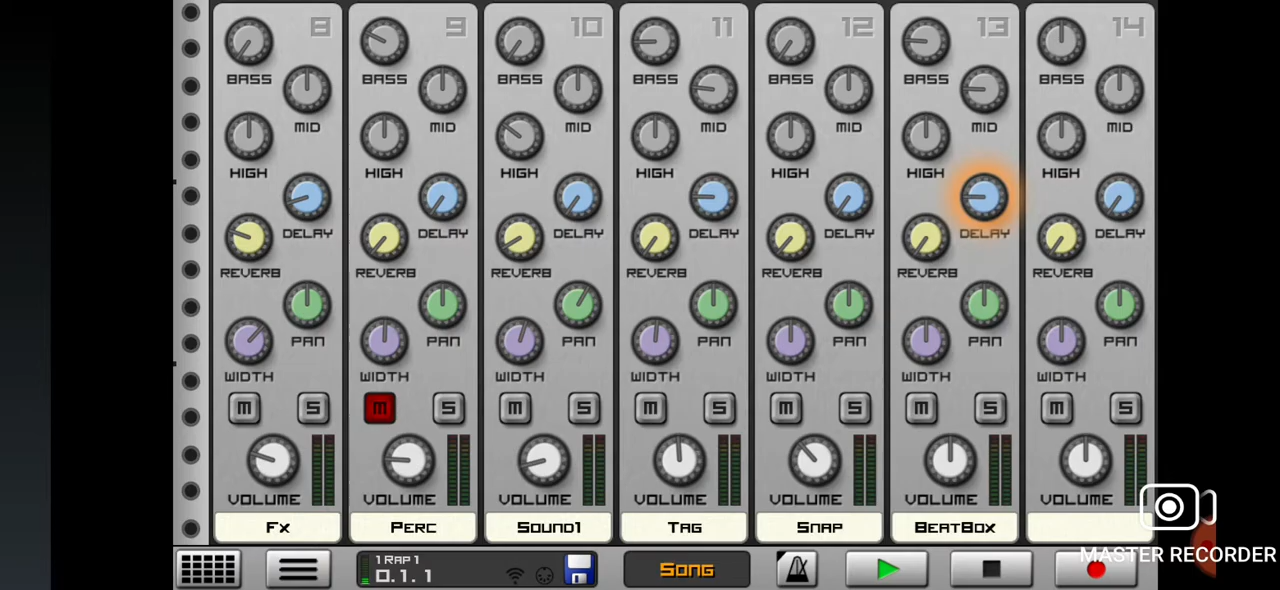 8 9 10 11 12 13 14
BASS BASS BASS BASS BASS BASS BASS
MID MID MID MID MID MID MID
HIGH HIGH HIGH HIGH HIGH HIGH HIGH
DELAY DELAY DELAY DELAY DELAY DELAY DELAY
REVERB REVERB REVERB REVERB REVERB REVERB REVERB
PAN PAN PAN PAN PAN PAN PAN
WIDTH WIDTH WIDTH WIDTH WIDTH WIDTH WIDTH
M S M S M S M S M S M S M S
VOLUME VOLUME VOLUME VOLUME VOLUME VOLUME VOLUME
Fx Perc Sound1 Tag Snap BeatBox
MASTER RECORDER
1 RAP 1
0.1. 1
Song